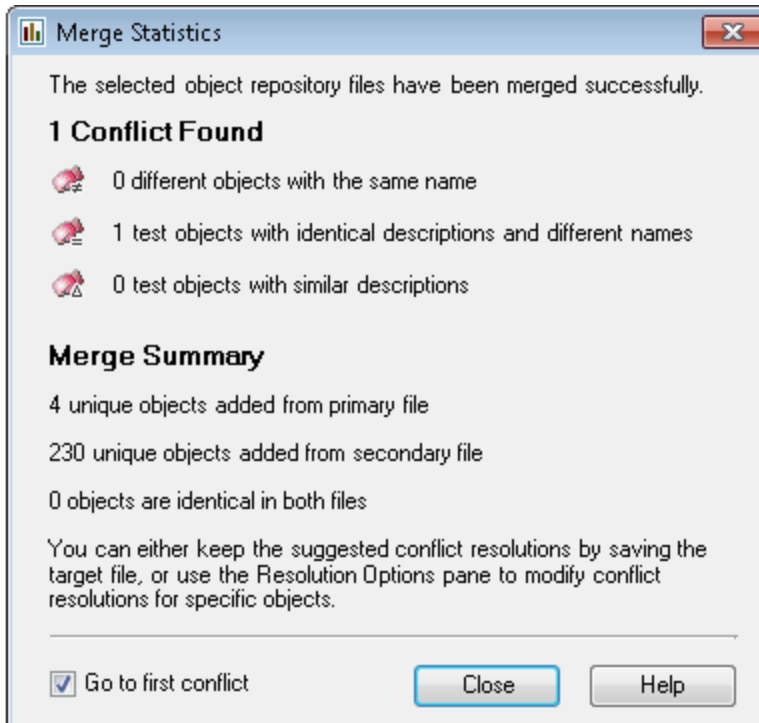 Merge Statistics
The selected object repository files have been merged successfully.
1 Conflict Found
0 different objects with the same name
1 test objects with identical descriptions and different names
0 test objects with similar descriptions
Merge Summary
4 unique objects added from primary file
230 unique objects added from secondary file
0 objects are identical in both files
You can either keep the suggested conflict resolutions by saving the
target file, or use the Resolution Options pane to modify conflict
resolutions for specific objects.
Go to first conflict
Close
Help